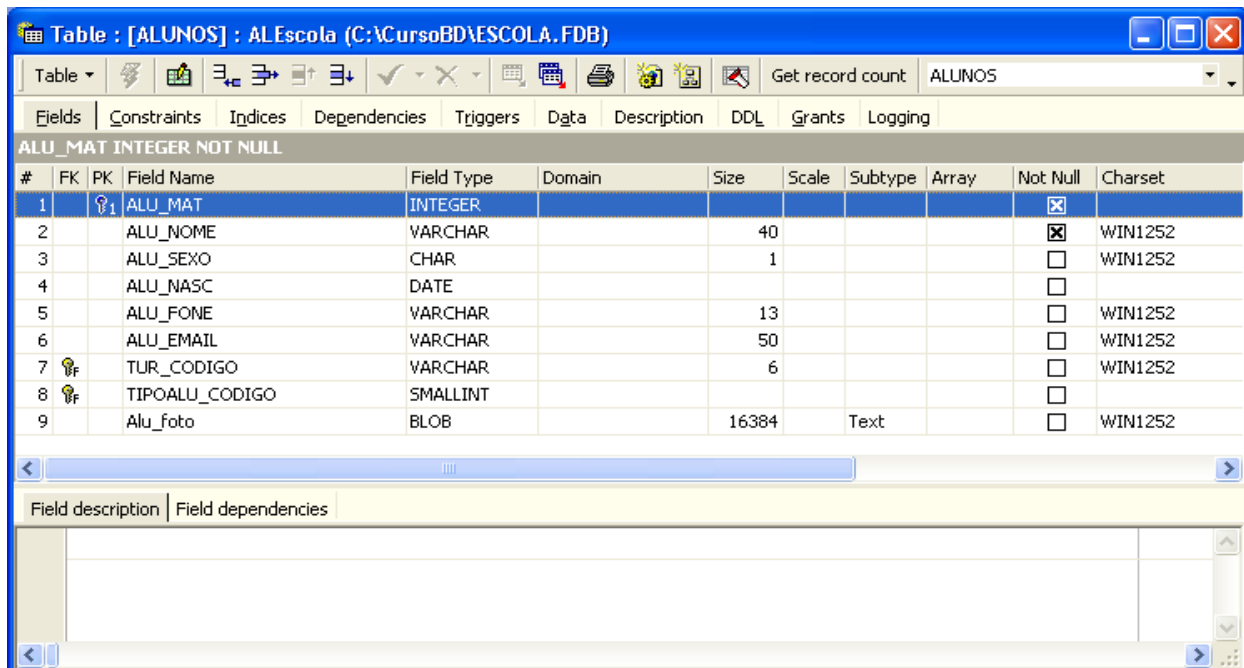 Table : [ALUNOS] : ALEscola (C:\CursoBD\ESCOLA.FDB)
Table Get record count ALUNOS
Fields Constraints Indices Dependencies Triggers Data Description DDL Grants Logging
ALU_MAT INTEGER NOT NULL
# FK PK Field Name Field Type Domain Size Scale Subtype Array Not Null Charset
1 1 ALU_MAT INTEGER
2 ALU_NOME VARCHAR 40 WIN1252
3 ALU_SEXO CHAR 1 WIN1252
4 ALU_NASC DATE
5 ALU_FONE VARCHAR 13 WIN1252
6 ALU_EMAIL VARCHAR 50 WIN1252
7 F TUR_CODIGO VARCHAR 6 WIN1252
8 F TIPOALU_CODIGO SMALLINT
9 Alu_foto BLOB 16384 Text WIN1252
Field description Field dependencies